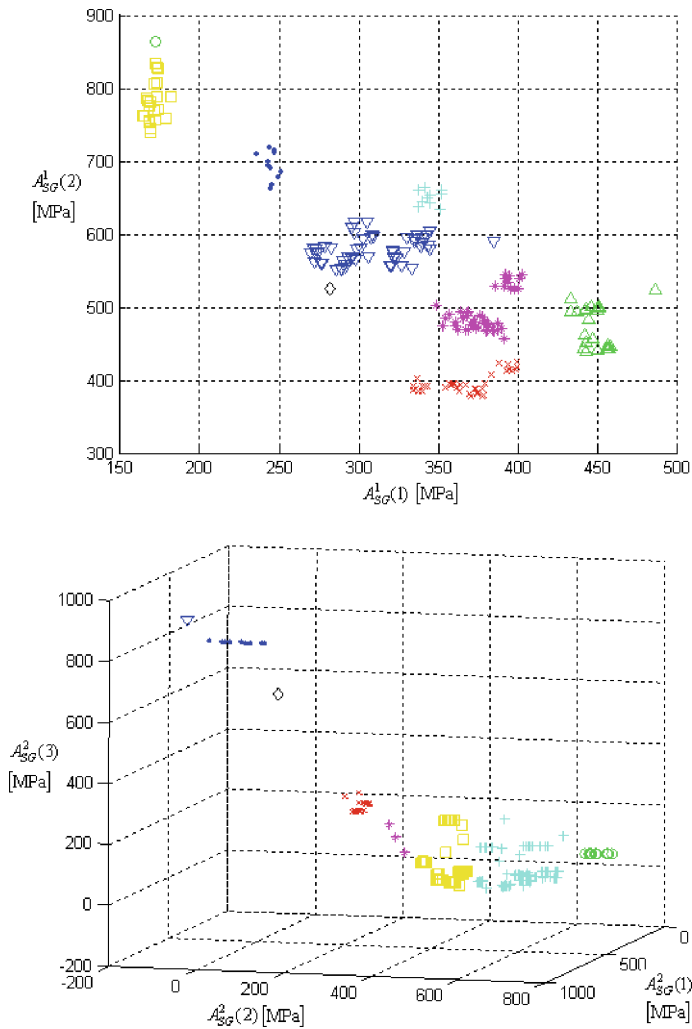 900
800
700
600
500
400
300
A¹SG(2)
[MPa]
150 200 250 300 350 400 450 500
A¹SG(1) [MPa]
1000
800
600
400
200
0
-200
A²SG(3)
[MPa]
-200 0 200 400 600 800
A²SG(2) [MPa]
1000 500 0
A²SG(1)
[MPa]